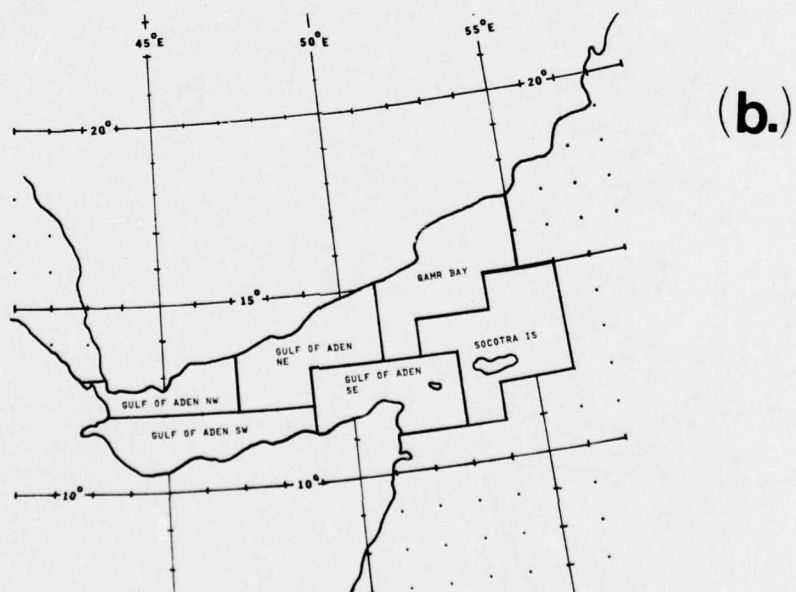 45°E
50°E
55°E
(b.)
20°
20°
QAMR BAY
15°
SOCOTRA IS
GULF OF ADEN
NE
GULF OF ADEN
SE
GULF OF ADEN NW
GULF OF ADEN SW
10°
10°